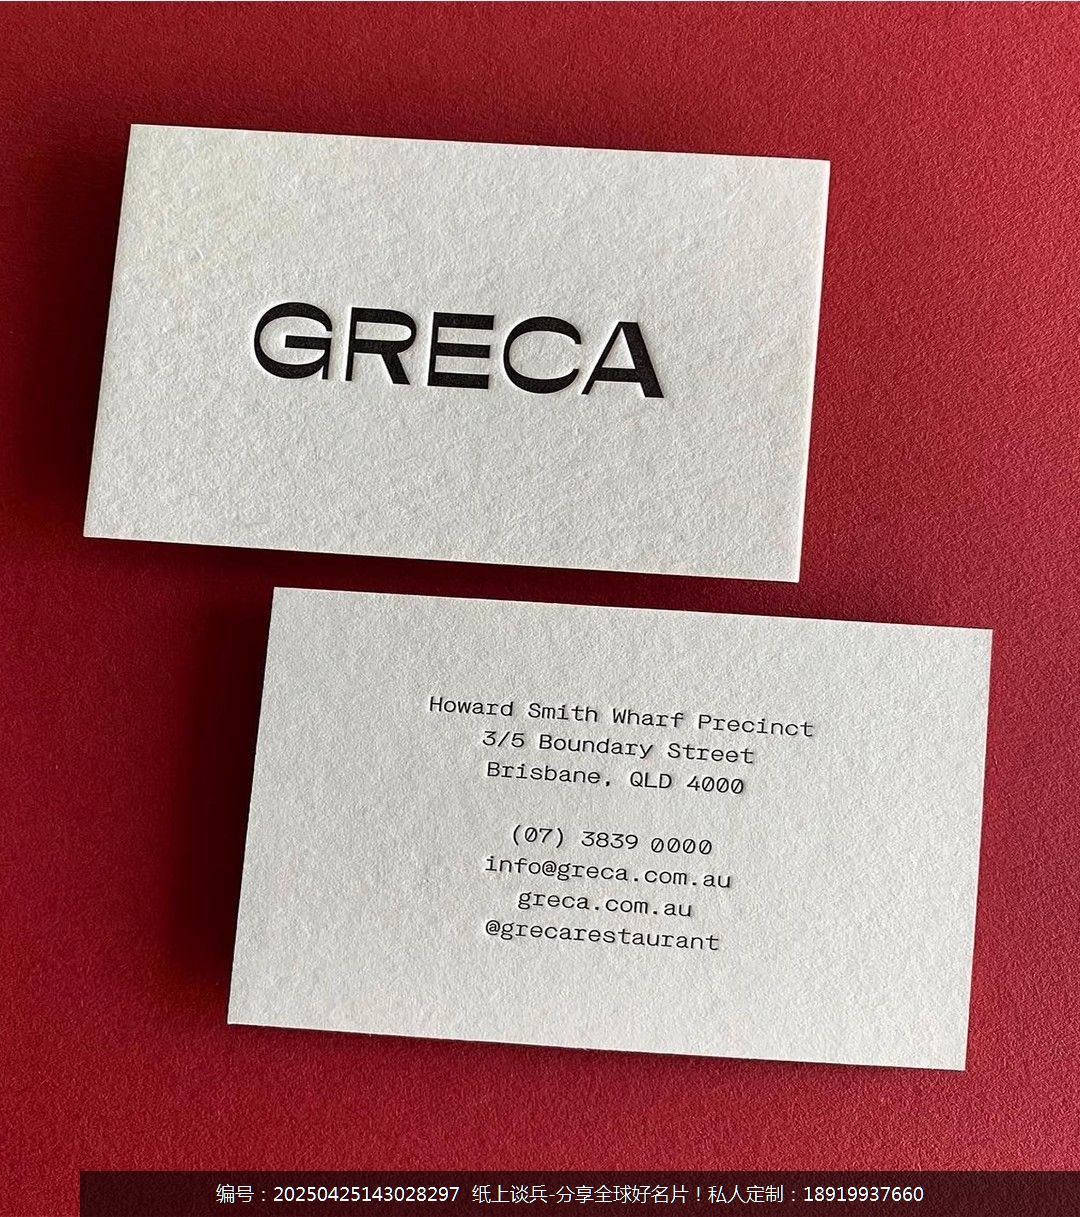 GRECA
Howard Smith Wharf Precinct
3/5 Boundary Street
Brisbane, QLD 4000
(07) 3839 0000
info@greca.com.au
greca.com.au
@grecarestaurant
编号：20250425143028297 纸上谈兵-分享全球好名片！私人定制：18919937660